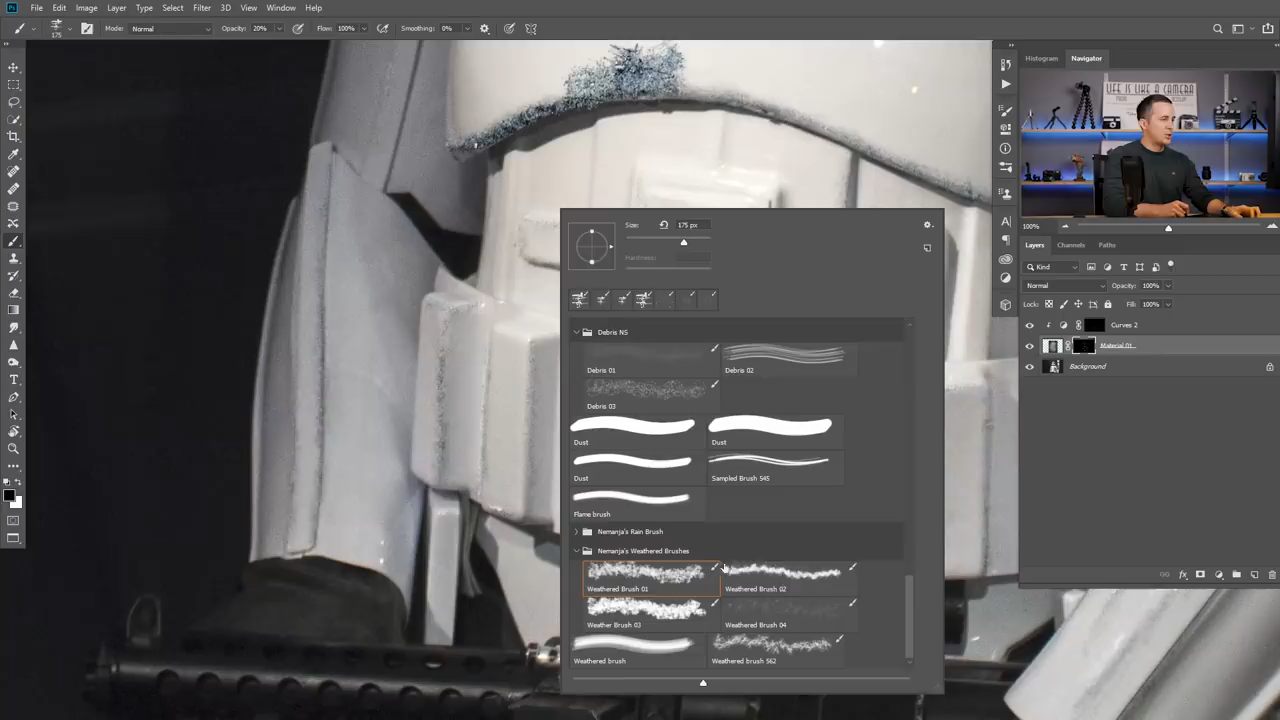 Ps File Edit Image Layer Type Select Filter 3D View Window Help
175 Mode: Normal Opacity: 20% Flow: 100% Smoothing: 0%
Histogram Navigator
LIFE IS LIKE A CAMERA
100%
Layers Channels Paths
Kind
Normal Opacity: 100%
Lock: Fill: 100%
Curves 2
Material 01
Background
Size: 175 px
Hardness:
Debris NS
Debris 01 Debris 02
Debris 03
Dust Dust
Dust Sampled Brush 545
Flame brush
Nemanja's Rain Brush
Nemanja's Weathered Brushes
Weathered Brush 01 Weathered Brush 02
Weather Brush 03 Weathered Brush 04
Weathered brush Weathered brush 562